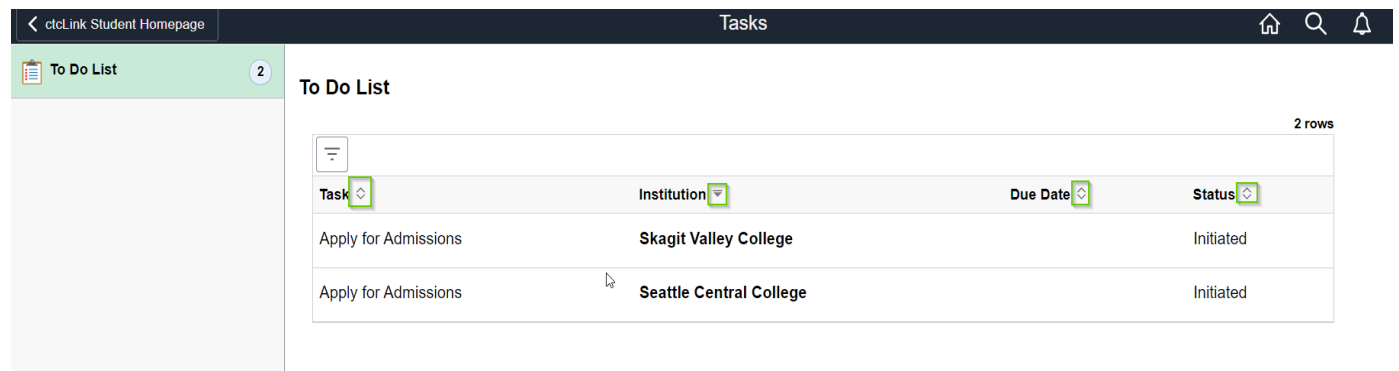 ctcLink Student Homepage Tasks
To Do List 2
To Do List
2 rows
Task Institution Due Date Status
Apply for Admissions Skagit Valley College Initiated
Apply for Admissions Seattle Central College Initiated